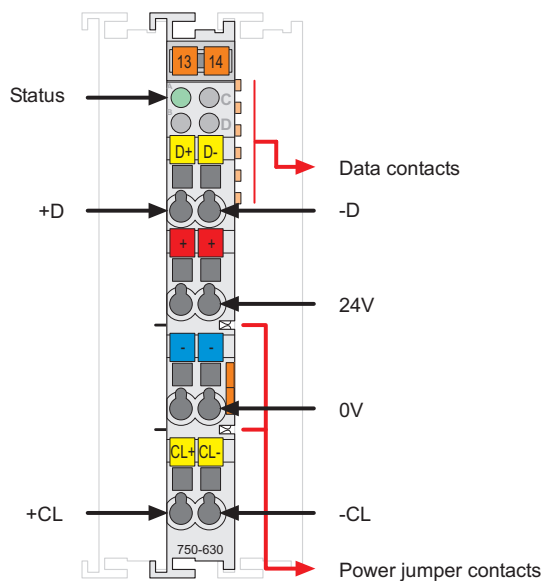 13 14
A
Status
C
B
D
D+ D-
Data contacts
+D
-D
+ +
24V
- -
0V
CL+ CL-
+CL
-CL
750-630
Power jumper contacts